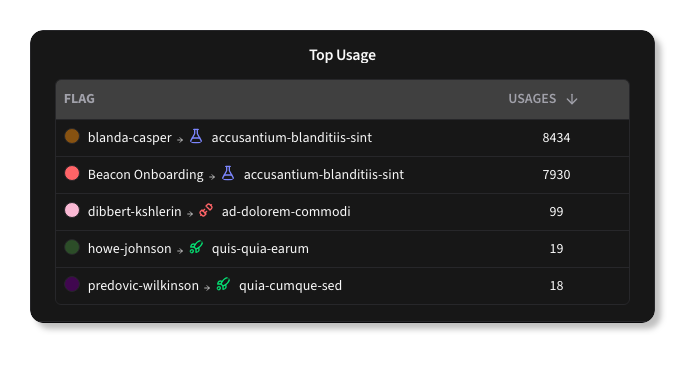 Top Usage
FLAG USAGES ↓
blanda-casper → accusantium-blanditiis-sint 8434
Beacon Onboarding → accusantium-blanditiis-sint 7930
dibbert-kshlerin → ad-dolorem-commodi 99
howe-johnson → quis-quia-earum 19
predovic-wilkinson → quia-cumque-sed 18